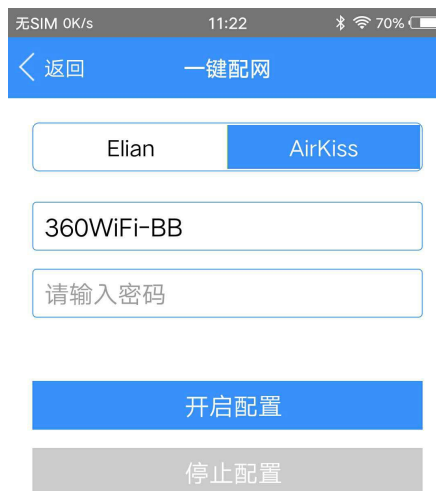 无SIM 0K/s 11:22 70%
返回 一键配网
Elian AirKiss
360WiFi-BB
请输入密码
开启配置
停止配置